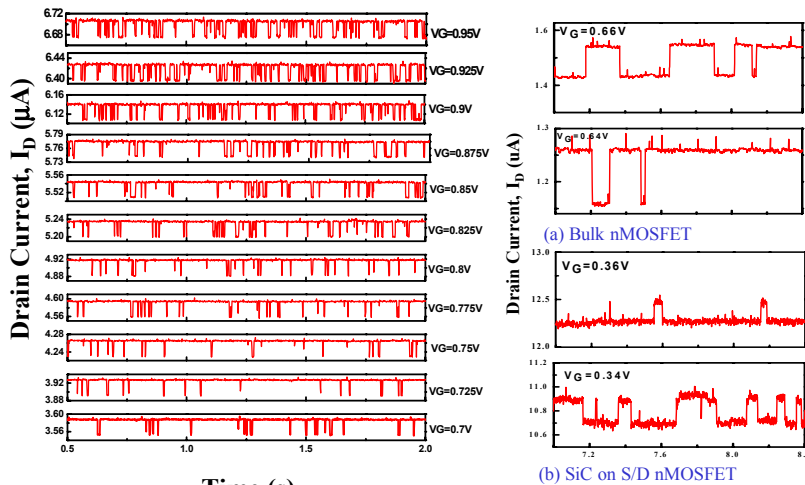 Drain Current, I_D (μA)
6.72
6.68
VG=0.95V
6.44
6.40
VG=0.925V
6.16
6.12
VG=0.9V
5.79
5.76
5.73
VG=0.875V
5.56
5.52
VG=0.85V
5.24
5.20
VG=0.825V
4.92
4.88
VG=0.8V
4.60
4.56
VG=0.775V
4.28
4.24
VG=0.75V
3.92
3.88
VG=0.725V
3.60
3.56
VG=0.7V
0.5 1.0 1.5 2.0
Time (s)
Drain Current, I_D (uA)
1.6
1.4
V_G=0.66V
1.3
1.2
V_G=0.64V
(a) Bulk nMOSFET
12.5
12.0
V_G=0.36V
11.0
10.8
10.6
V_G=0.34V
7.2 7.6 8.0 8.
(b) SiC on S/D nMOSFET